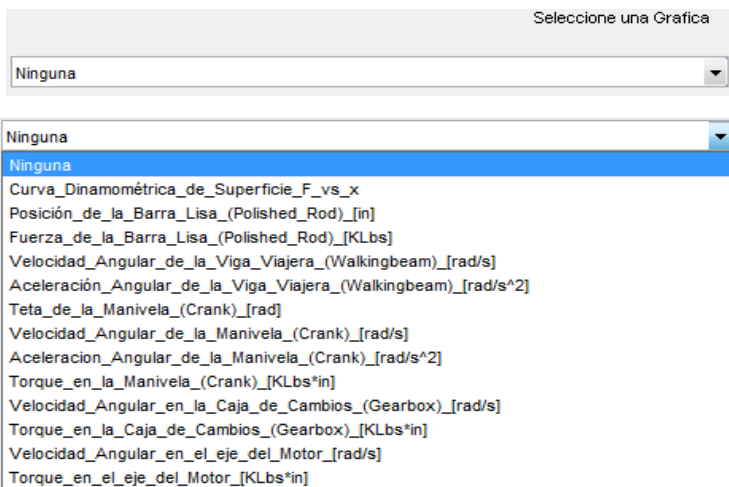 Seleccione una Grafica
Ninguna
Ninguna
Ninguna
Curva_Dinamométrica_de_Superficie_F_vs_x
Posición_de_la_Barra_Lisa_(Polished_Rod)_[in]
Fuerza_de_la_Barra_Lisa_(Polished_Rod)_[KLbs]
Velocidad_Angular_de_la_Viga_Viajera_(Walkingbeam)_[rad/s]
Aceleración_Angular_de_la_Viga_Viajera_(Walkingbeam)_[rad/s^2]
Teta_de_la_Manivela_(Crank)_[rad]
Velocidad_Angular_de_la_Manivela_(Crank)_[rad/s]
Aceleracion_Angular_de_la_Manivela_(Crank)_[rad/s^2]
Torque_en_la_Manivela_(Crank)_[KLbs*in]
Velocidad_Angular_en_la_Caja_de_Cambios_(Gearbox)_[rad/s]
Torque_en_la_Caja_de_Cambios_(Gearbox)_[KLbs*in]
Velocidad_Angular_en_el_eje_del_Motor_[rad/s]
Torque_en_el_eje_del_Motor_[KLbs*in]